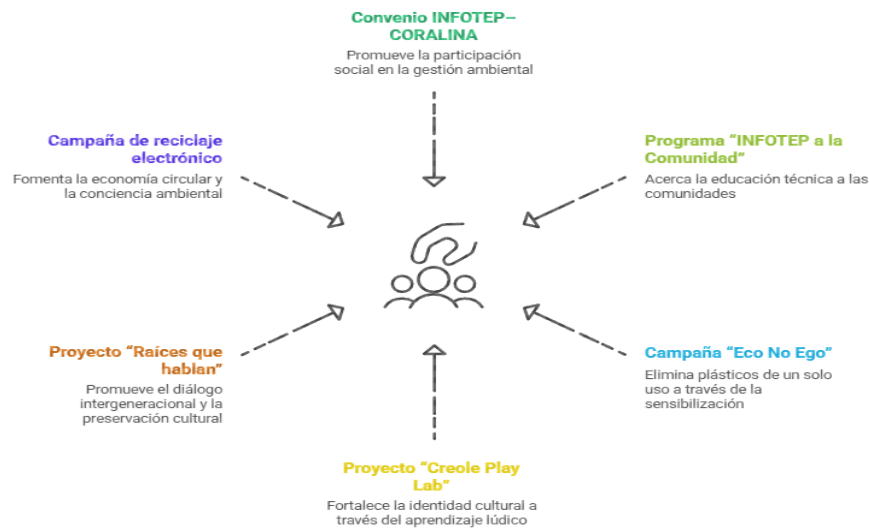 Convenio INFOTEP–
CORALINA
Promueve la participación
social en la gestión ambiental
Campaña de reciclaje
electrónico
Fomenta la economía circular y
la conciencia ambiental
Programa “INFOTEP a la
Comunidad”
Acerca la educación técnica a las
comunidades
Proyecto “Raíces que
hablan”
Promueve el diálogo
intergeneracional y la
preservación cultural
Campaña “Eco No Ego”
Elimina plásticos de un solo
uso a través de la
sensibilización
Proyecto “Creole Play
Lab”
Fortalece la identidad cultural a
través del aprendizaje lúdico